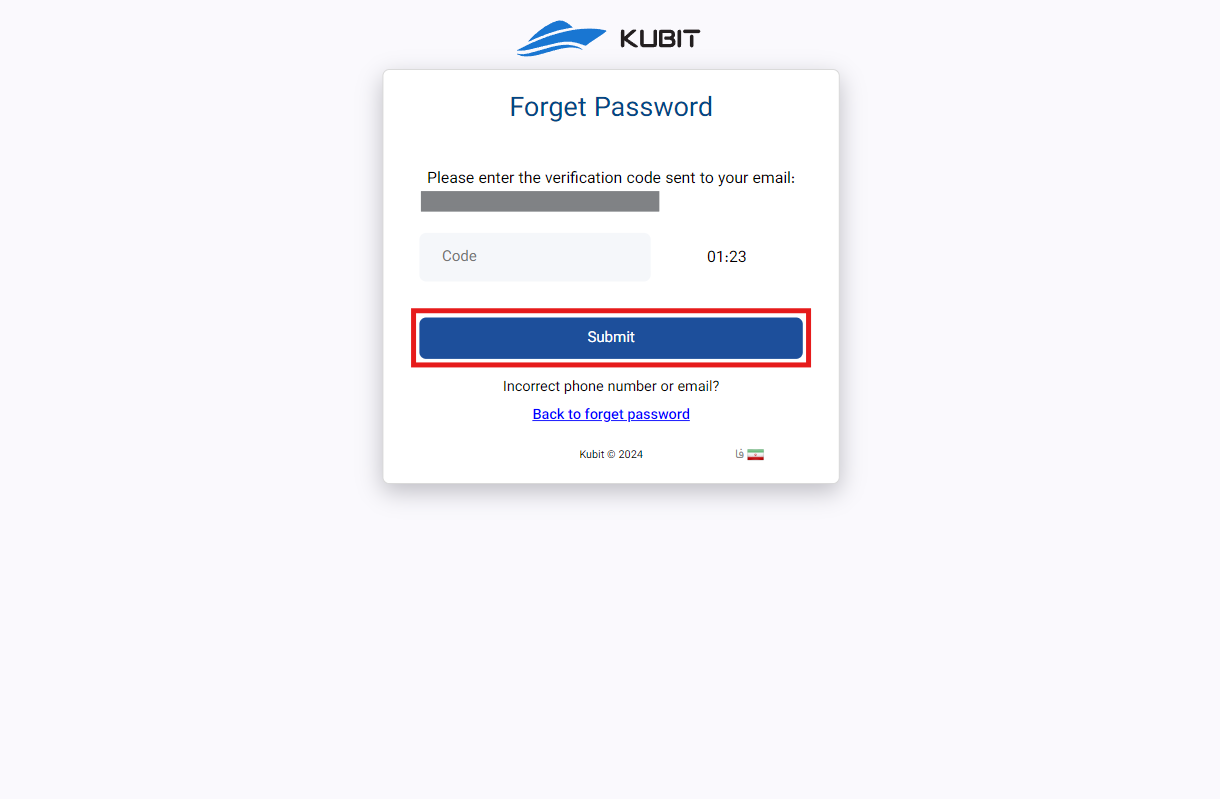 KUBIT
Forget Password
Please enter the verification code sent to your email:
Code
01:23
Submit
Incorrect phone number or email?
Back to forget password
Kubit © 2024
فا